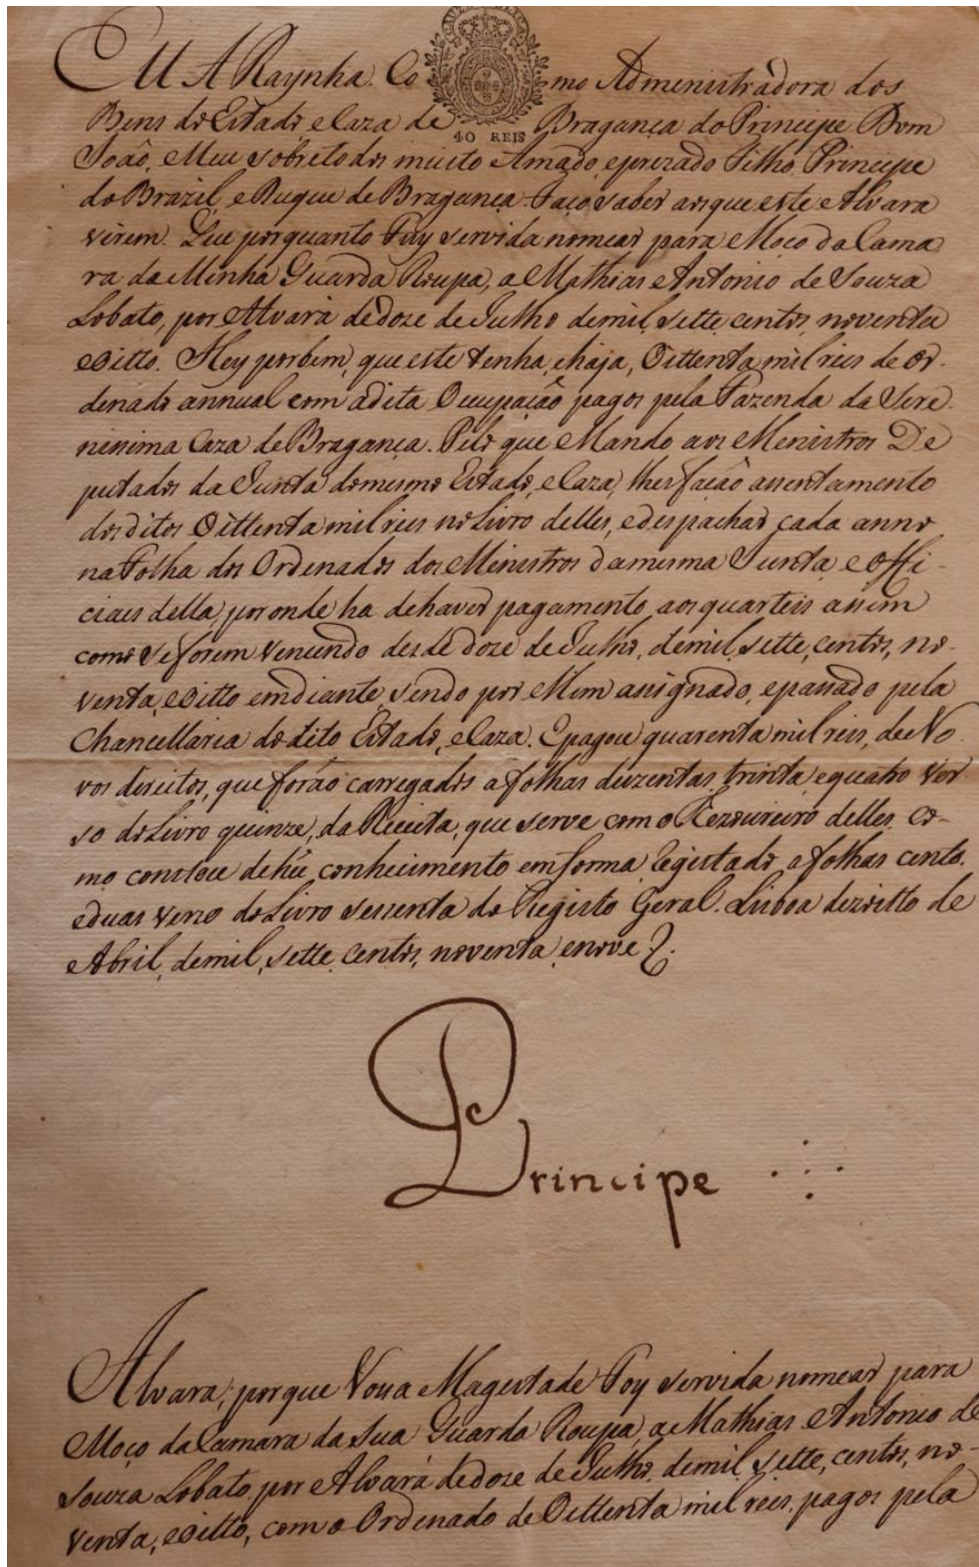 EU A Raynha. Co mo Administradora dos
Bens do Estado e Caza de Bragança do Principe Dom
40 REIS
João, Meu sobre todos muito Amado, e prezado Filho, Principe
do Brazil, e Duque de Bragança. Faço saber aos que este Alvara
virem. Que porquanto Fuy servida nomear para Moço da Cama
ra da Minha Guarda Roupa, a Mathias Antonio de Souza
Lobato, por Alvará de doze de Julho de mil, sette centos, noventa
e oitto. Hey por bem, que este tenha, e haja, Oittenta mil reis de Or-
denado annual com a dita Occupaçaõ pagos pela Fazenda da Sere-
nissima Caza de Bragança. Pelo que Mando aos Menistros De
putados da Junta do mesmo Estado, e Caza, lhes façaõ assentamento
dos ditos Oittenta mil reis no Livro delles, e despachar cada anno
na Folha dos Ordenados dos Menistros da mesma Junta e Offi-
ciaes della, por onde ha de haver pagamento aos quarteis assim
como se forem vencendo desde doze de Julho, de mil, sette, centos, no-
venta, e oitto em diante, sendo por Mim assignado, e passado pela
Chancellaria do dito Estado, e Caza. E pagou quarenta mil reis, de No
vos direitos, que foraõ carregados a folhas duzentas, trinta, e quatro ver-
so do Livro quinze, da Receita, que serve com o Thezoureiro delles, co-
mo constou de hũ conhecimento em forma registado a folhas cento,
e duas verso do Livro sessenta do Registo Geral. Lisboa dezoitto de
Abril, de mil, sette, centos, noventa, e nove
Principe
Alvara, porque Vossa Magestade Foy servida nomear para
Moço da Camara da Sua Guarda Roupa, a Mathias Antonio de
Souza Lobato, por Alvará de doze de Julho, de mil, sette, centos, no-
venta, e oitto, com o Ordenado de Oittenta mil reis, pagos pela